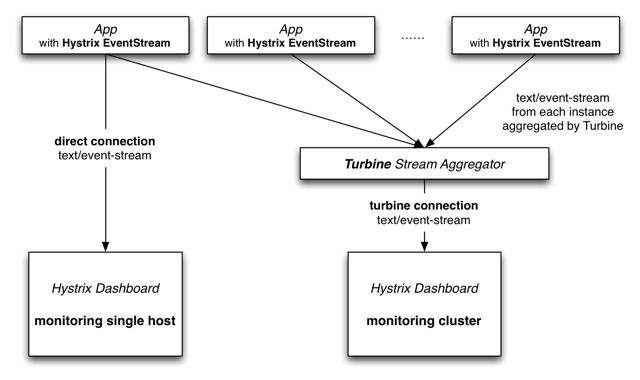 App
with Hystrix EventStream
App
with Hystrix EventStream
......
App
with Hystrix EventStream
text/event-stream
from each instance
aggregated by Turbine
direct connection
text/event-stream
Turbine Stream Aggregator
turbine connection
text/event-stream
Hystrix Dashboard
monitoring single host
Hystrix Dashboard
monitoring cluster